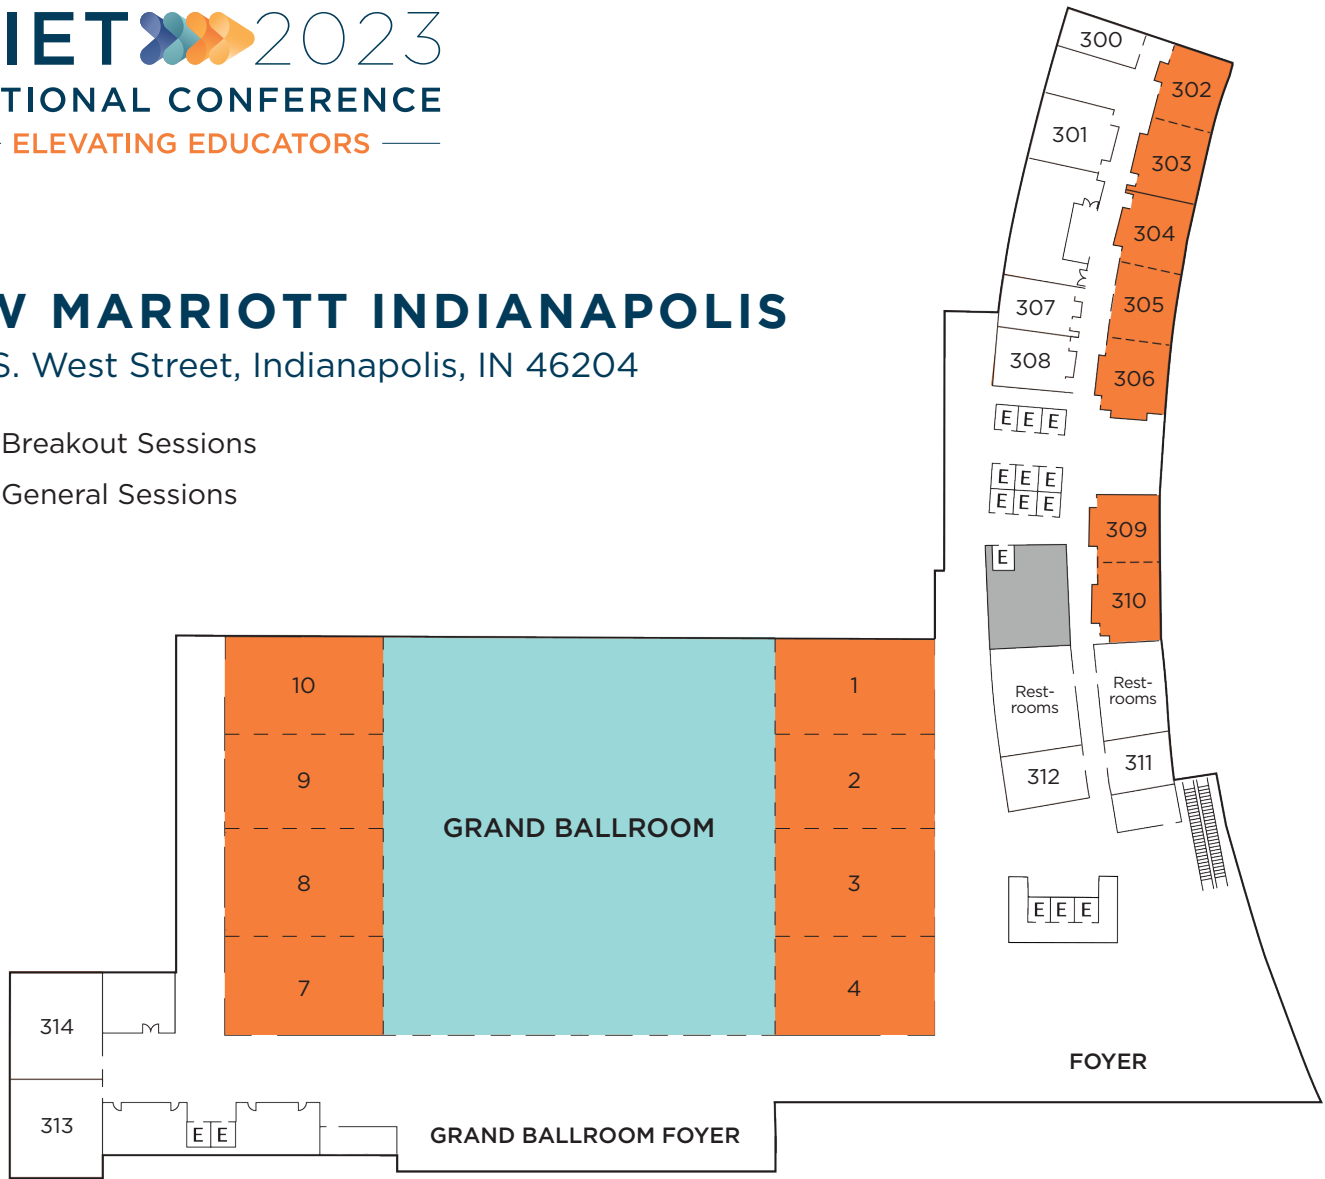 IET 2023
TIONAL CONFERENCE
ELEVATING EDUCATORS
W MARRIOTT INDIANAPOLIS
S. West Street, Indianapolis, IN 46204
Breakout Sessions
General Sessions
300
302
301
303
304
307
305
308
306
E E E
E E E
E E E
309
E
310
Rest-
rooms
Rest-
rooms
312
311
E E E
10
1
9
2
GRAND BALLROOM
8
3
7
4
314
FOYER
313
E E
GRAND BALLROOM FOYER